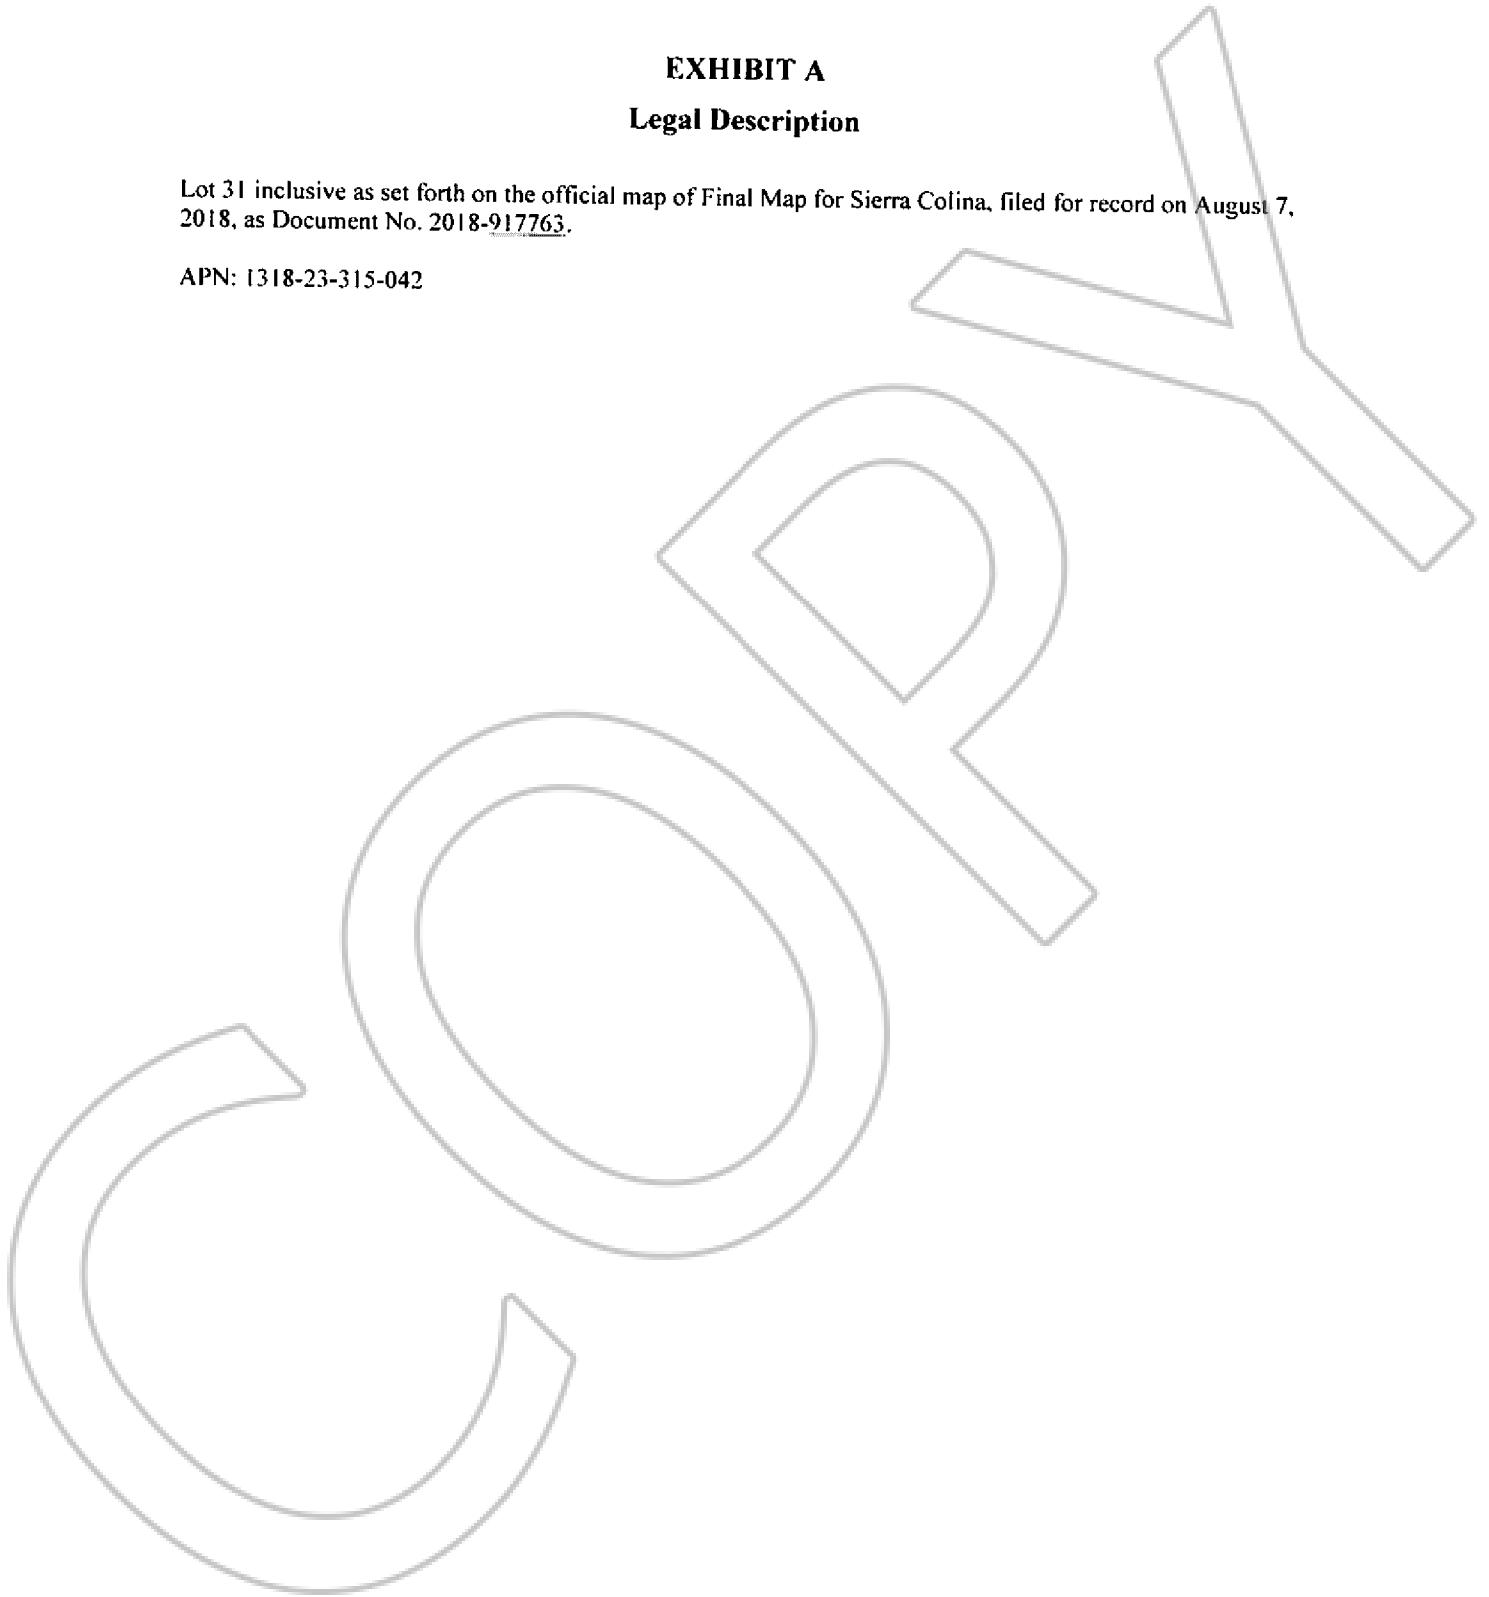 EXHIBIT A
Legal Description
Lot 31 inclusive as set forth on the official map of Final Map for Sierra Colina, filed for record on August 7,
2018, as Document No. 2018-917763.
APN: 1318-23-315-042
COPY